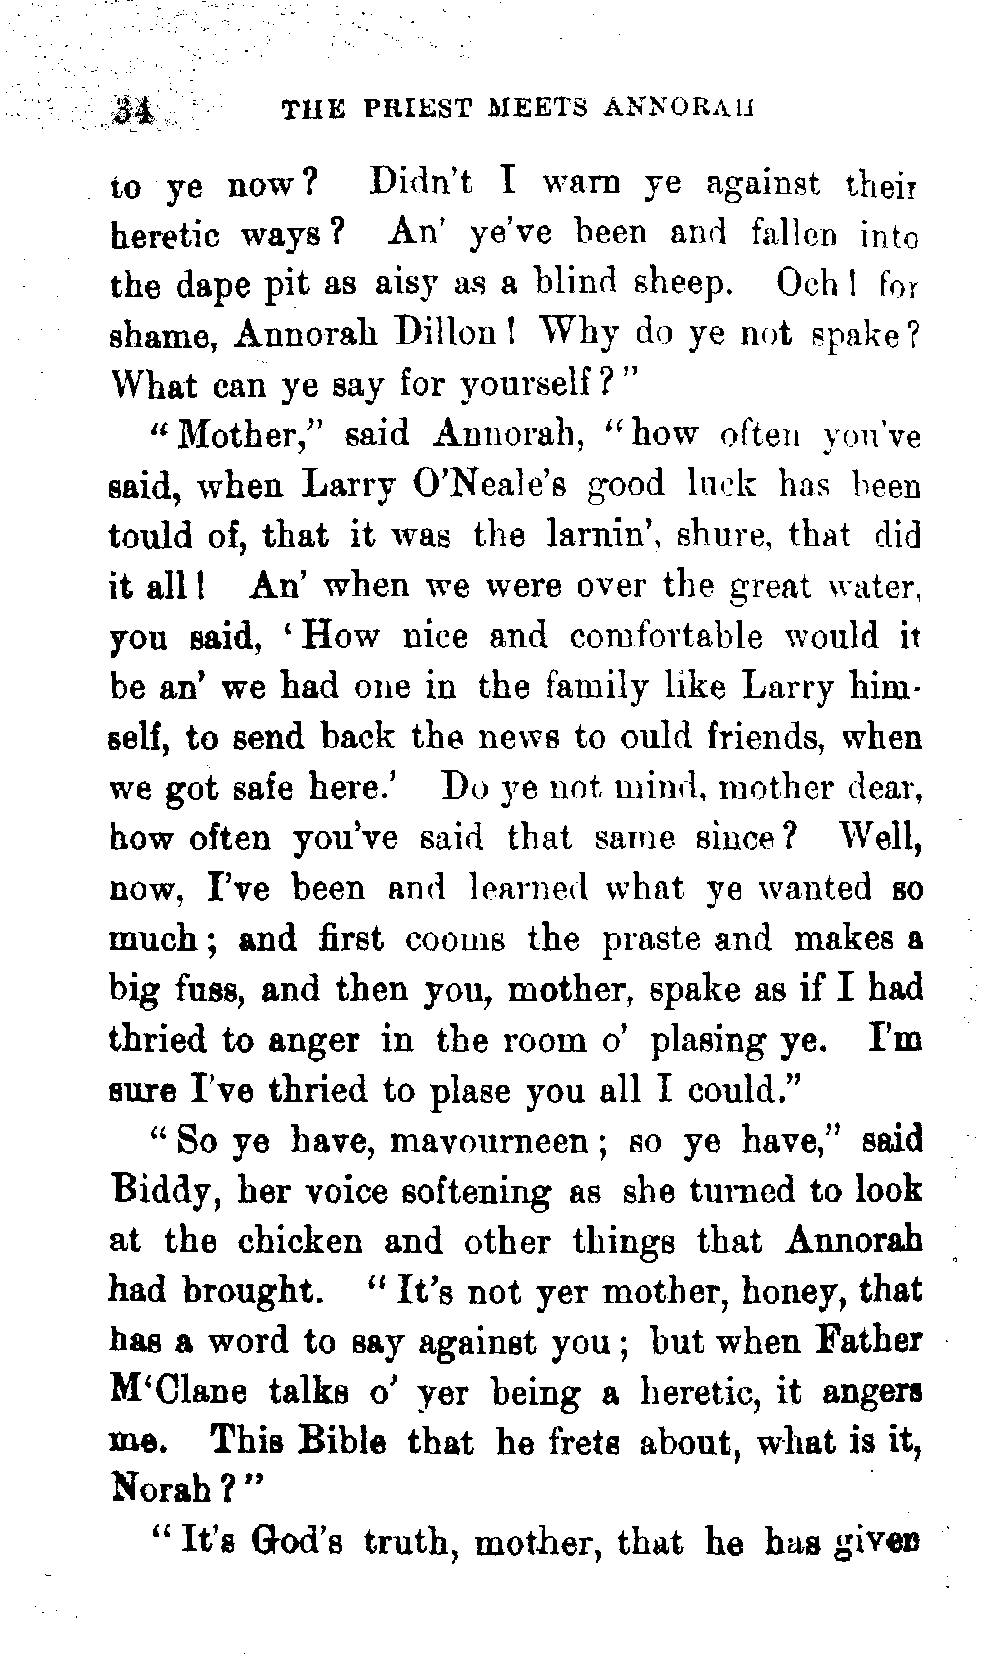 34 THE PRIEST MEETS ANNORAH
to ye now? Didn't I warn ye against their
heretic ways? An' ye've been and fallen into
the dape pit as aisy as a blind sheep. Och! for
shame, Annorah Dillon! Why do ye not spake?
What can ye say for yourself?"
"Mother," said Annorah, "how often you've
said, when Larry O'Neale's good luck has been
tould of, that it was the larnin', shure, that did
it all! An' when we were over the great water,
you said, 'How nice and comfortable would it
be an' we had one in the family like Larry him-
self, to send back the news to ould friends, when
we got safe here.' Do ye not mind, mother dear,
how often you've said that same since? Well,
now, I've been and learned what ye wanted so
much; and first cooms the praste and makes a
big fuss, and then you, mother, spake as if I had
thried to anger in the room o' plasing ye. I'm
sure I've thried to plase you all I could."
"So ye have, mavourneen; so ye have," said
Biddy, her voice softening as she turned to look
at the chicken and other things that Annorah
had brought. "It's not yer mother, honey, that
has a word to say against you; but when Father
M'Clane talks o' yer being a heretic, it angers
me. This Bible that he frets about, what is it,
Norah?"
"It's God's truth, mother, that he has given